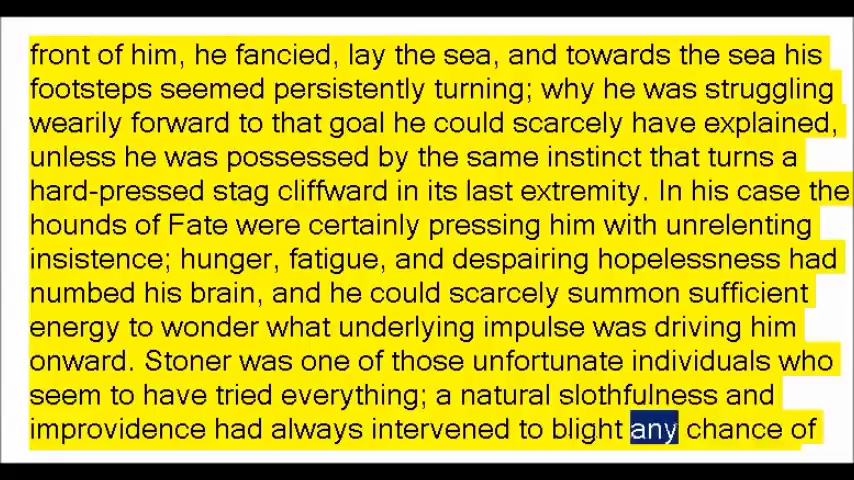 front of him, he fancied, lay the sea, and towards the sea his
footsteps seemed persistently turning; why he was struggling
wearily forward to that goal he could scarcely have explained,
unless he was possessed by the same instinct that turns a
hard-pressed stag cliffward in its last extremity. In his case the
hounds of Fate were certainly pressing him with unrelenting
insistence; hunger, fatigue, and despairing hopelessness had
numbed his brain, and he could scarcely summon sufficient
energy to wonder what underlying impulse was driving him
onward. Stoner was one of those unfortunate individuals who
seem to have tried everything; a natural slothfulness and
improvidence had always intervened to blight any chance of